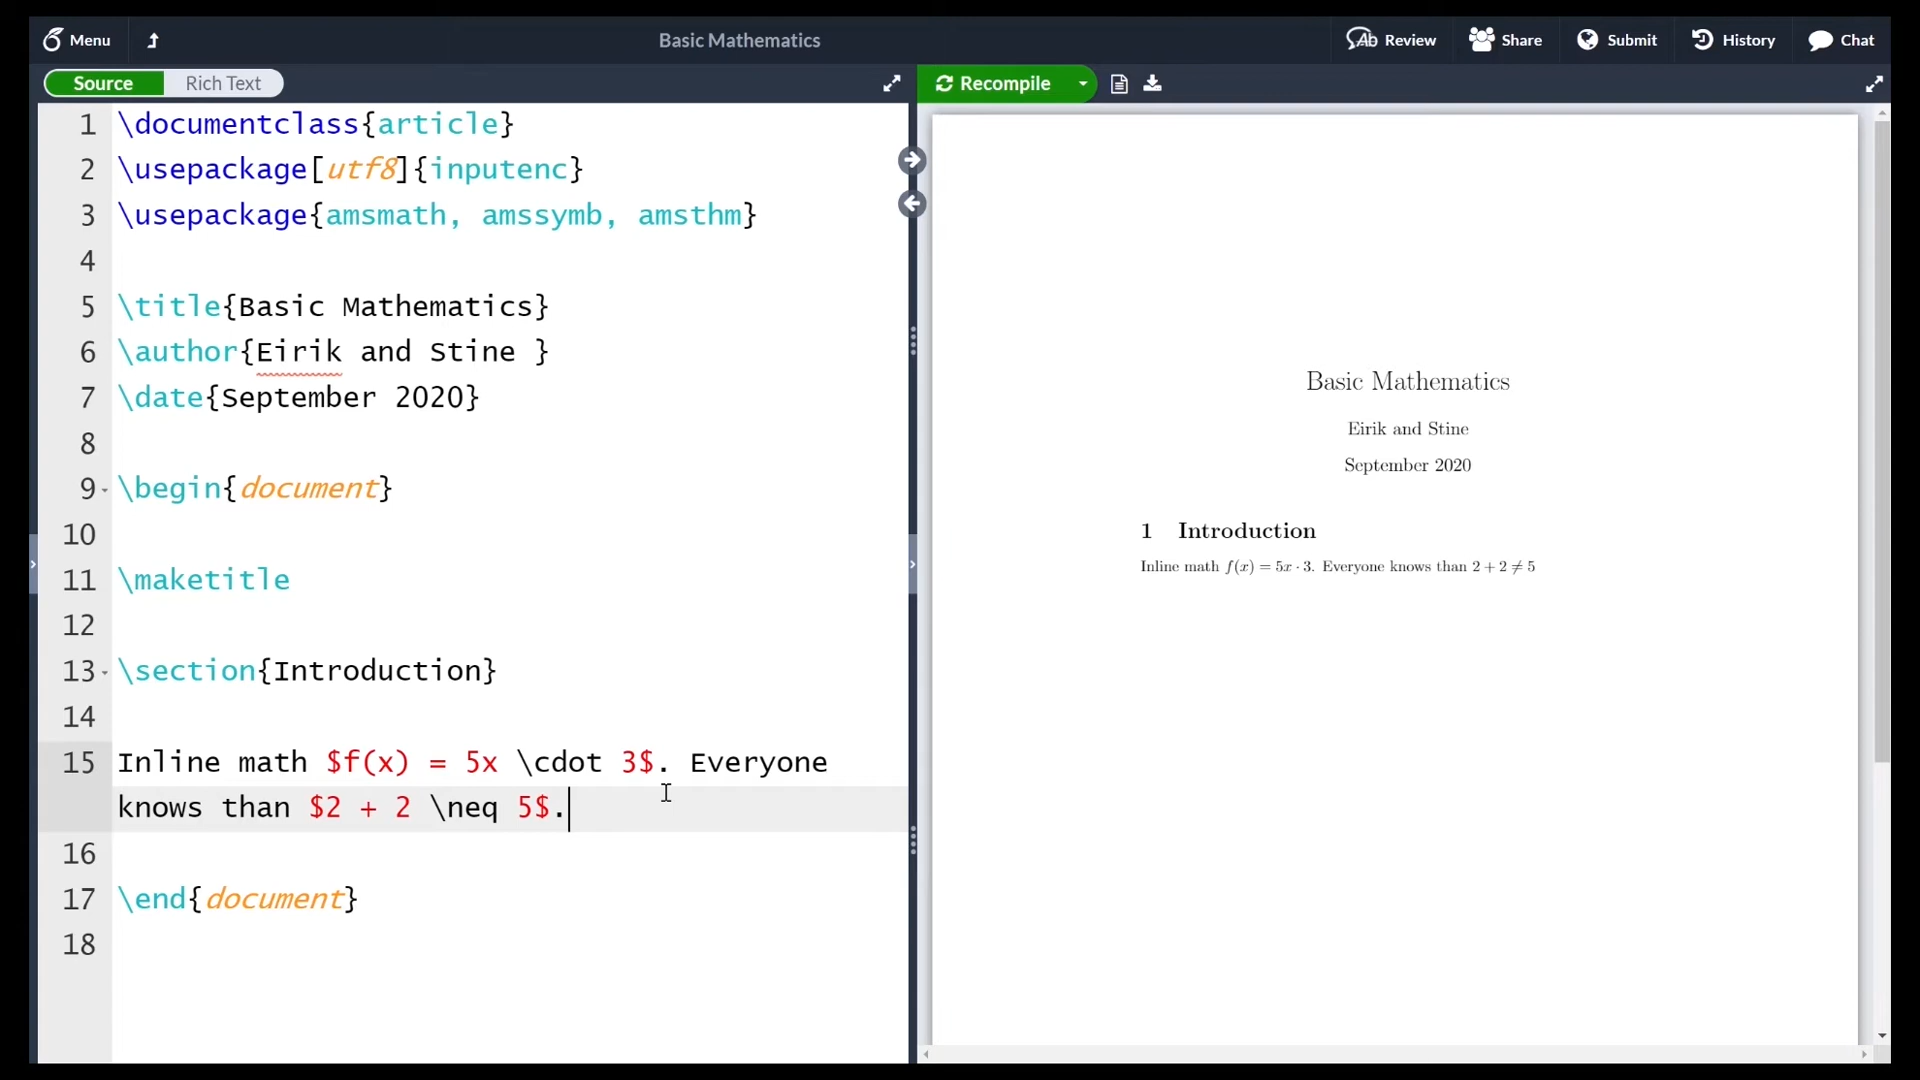 Menu
Basic Mathematics
Review
Share
Submit
History
Chat
Source
Rich Text
Recompile
1 \documentclass{article}
2 \usepackage[utf8]{inputenc}
3 \usepackage{amsmath, amssymb, amsthm}
4
5 \title{Basic Mathematics}
6 \author{Eirik and Stine }
7 \date{September 2020}
8
9 \begin{document}
10
11 \maketitle
12
13 \section{Introduction}
14
15 Inline math $f(x) = 5x \cdot 3$. Everyone
knows than $2 + 2 \neq 5$.
16
17 \end{document}
18
Basic Mathematics
Eirik and Stine
September 2020
1 Introduction
Inline math f(x) = 5x · 3. Everyone knows than 2 + 2 ≠ 5